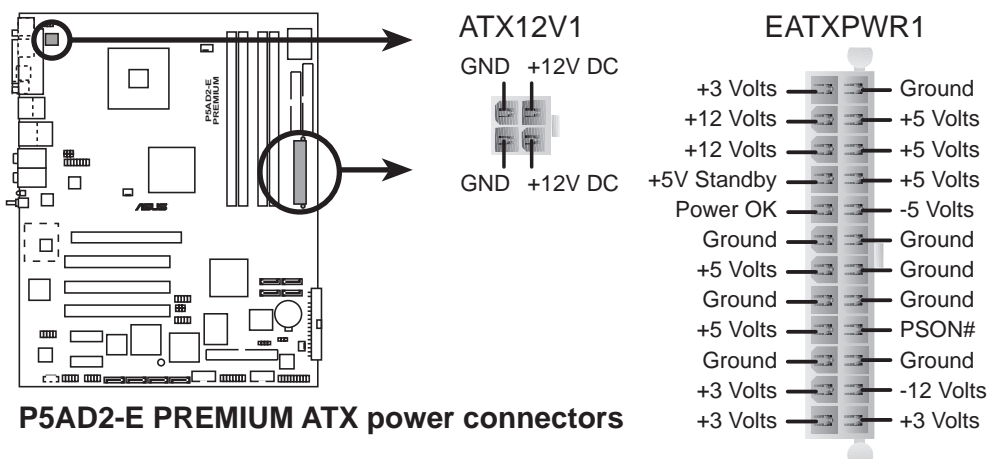 ATX12V1
GND +12V DC
GND +12V DC
EATXPWR1
+3 Volts Ground
+12 Volts +5 Volts
+12 Volts +5 Volts
+5V Standby +5 Volts
Power OK -5 Volts
Ground Ground
+5 Volts Ground
Ground Ground
+5 Volts PSON#
Ground Ground
+3 Volts -12 Volts
+3 Volts +3 Volts
P5AD2-E
PREMIUM
ASUS
P5AD2-E PREMIUM ATX power connectors